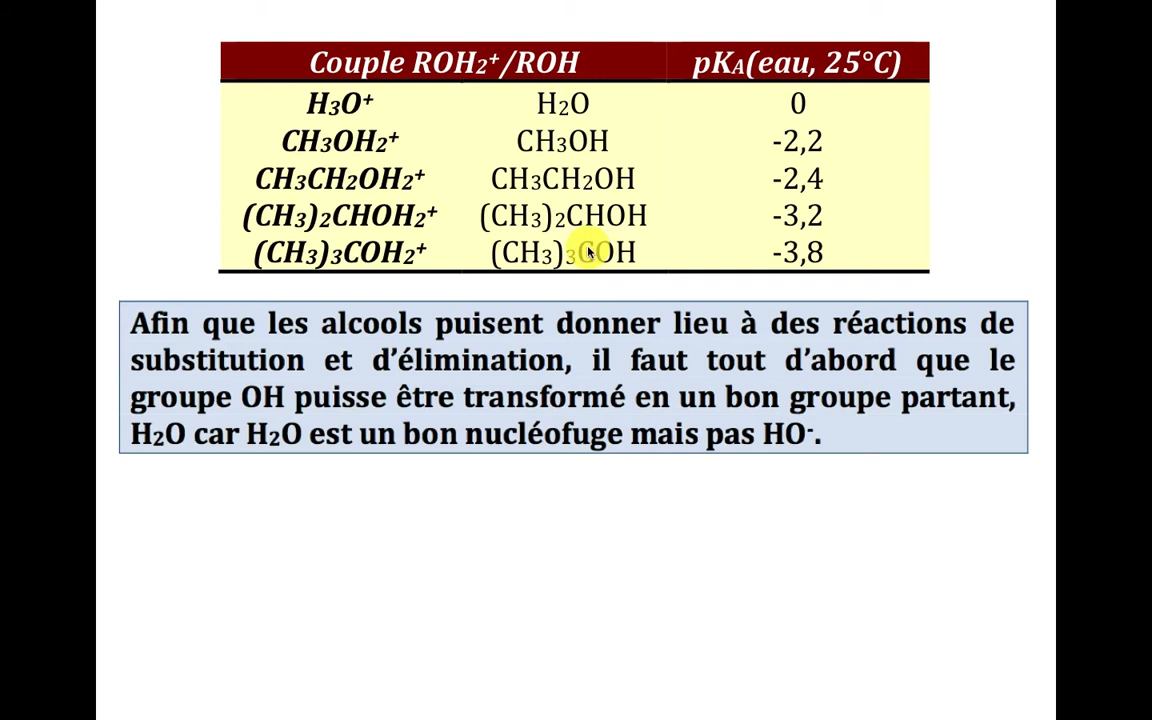 Couple ROH₂⁺/ROH pKA(eau, 25°C)
H₃O⁺ H₂O 0
CH₃OH₂⁺ CH₃OH -2,2
CH₃CH₂OH₂⁺ CH₃CH₂OH -2,4
(CH₃)₂CHOH₂⁺ (CH₃)₂CHOH -3,2
(CH₃)₃COH₂⁺ (CH₃)₃COH -3,8
Afin que les alcools puisent donner lieu à des réactions de
substitution et d’élimination, il faut tout d’abord que le
groupe OH puisse être transformé en un bon groupe partant,
H₂O car H₂O est un bon nucléofuge mais pas HO⁻.